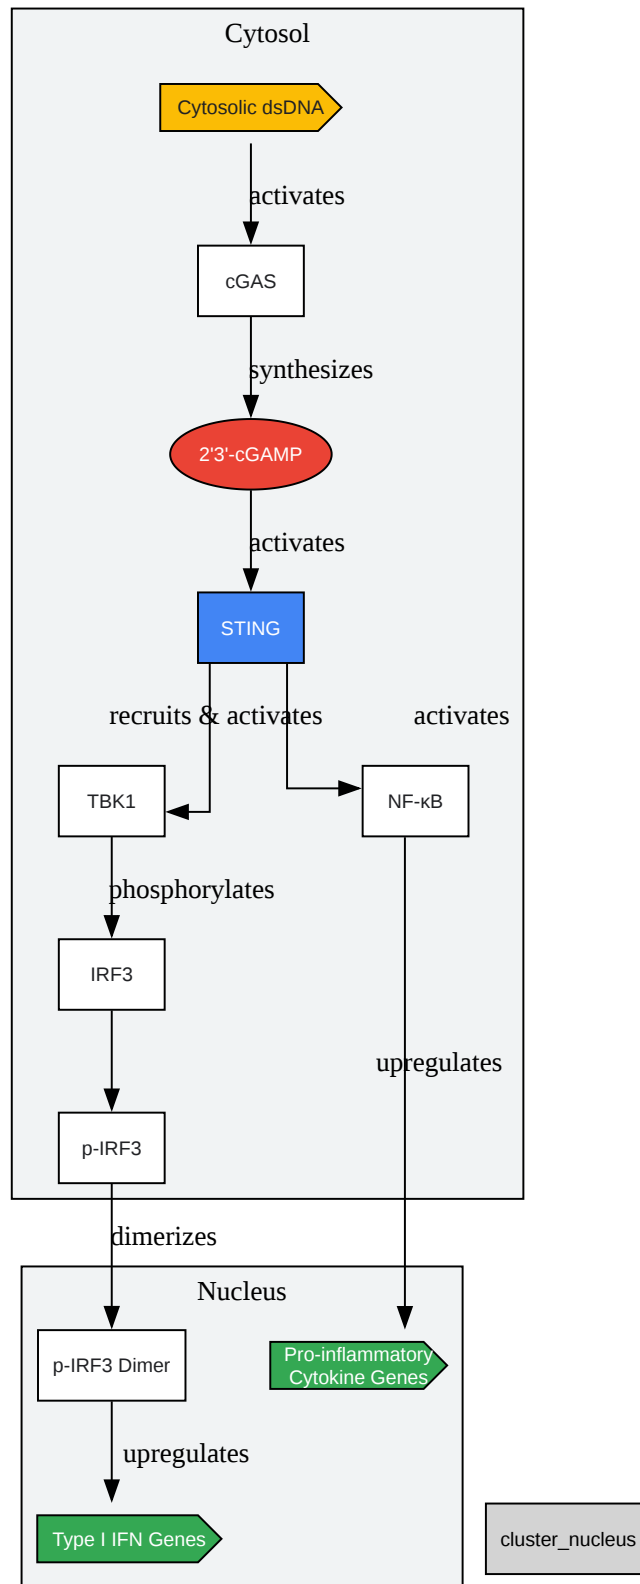 Cytosol
Cytosolic dsDNA
activates
cGAS
synthesizes
2'3'-cGAMP
activates
STING
recruits & activates
activates
TBK1
NF-κB
phosphorylates
IRF3
upregulates
p-IRF3
dimerizes
Nucleus
p-IRF3 Dimer
Pro-inflammatory
Cytokine Genes
upregulates
Type I IFN Genes
cluster_nucleus